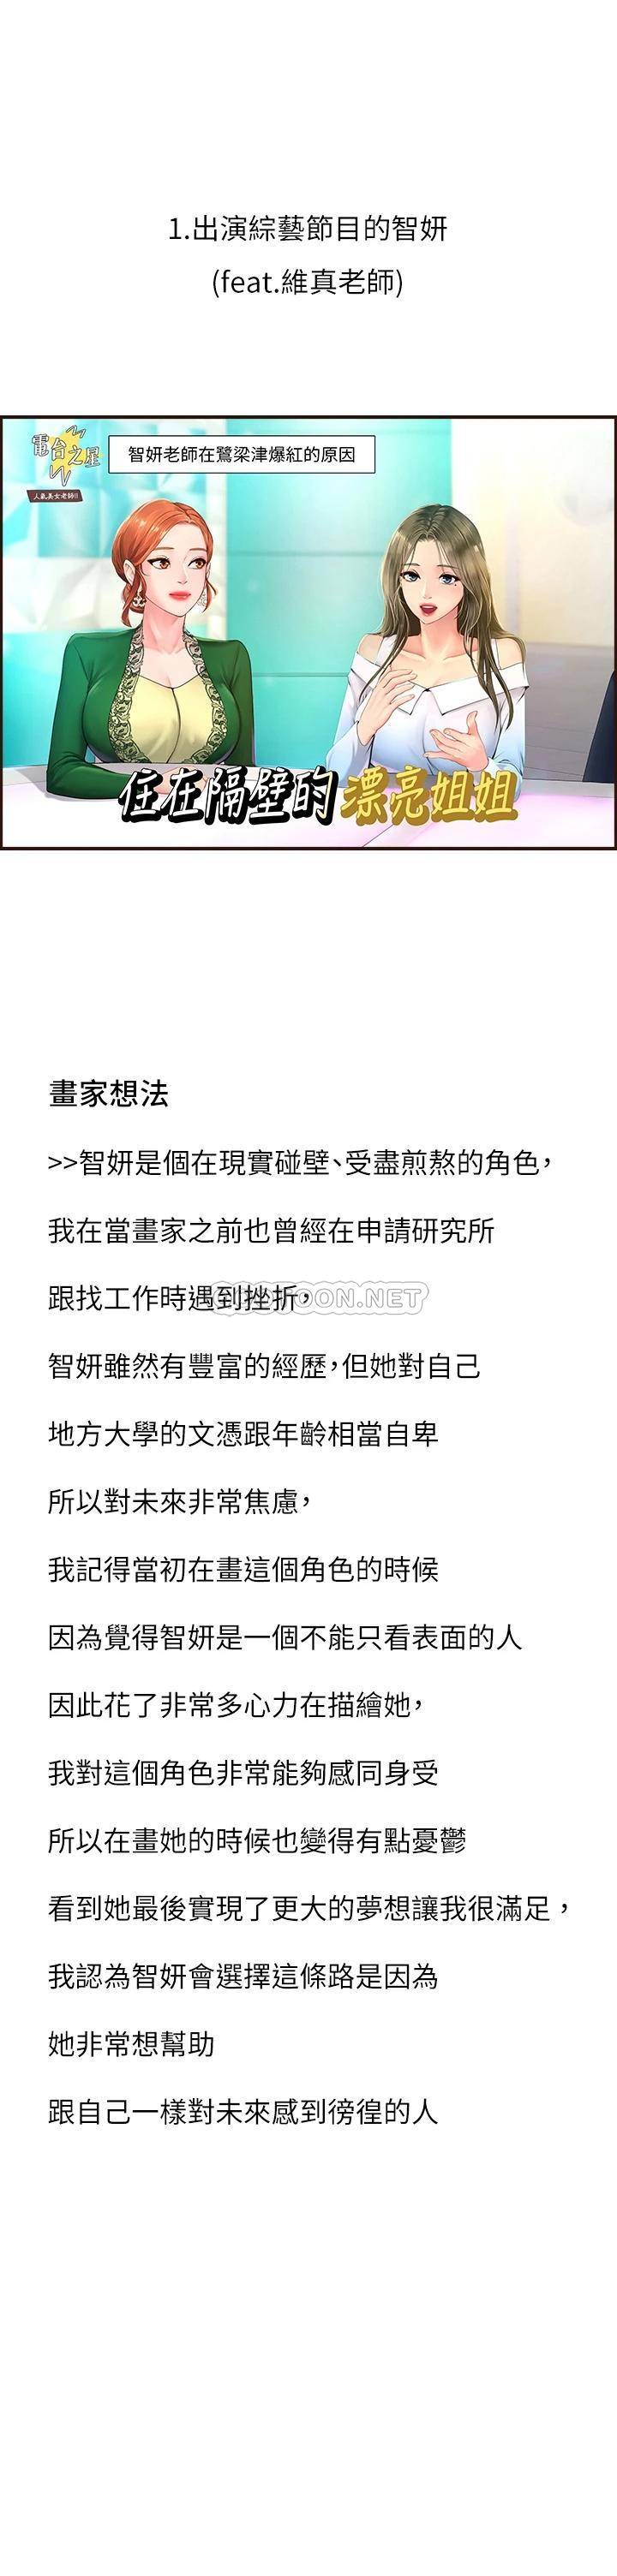 1.出演綜藝節目的智妍
(feat.維真老師)
電台之星
人氣美女老師!!
智妍老師在鷺梁津爆紅的原因
住在隔壁的漂亮姐姐
畫家想法
>>智妍是個在現實碰壁、受盡煎熬的角色,
我在當畫家之前也曾經在申請研究所
跟找工作時遇到挫折,
智妍雖然有豐富的經歷,但她對自己
地方大學的文憑跟年齡相當自卑
所以對未來非常焦慮,
我記得當初在畫這個角色的時候
因為覺得智妍是一個不能只看表面的人
因此花了非常多心力在描繪她,
我對這個角色非常能夠感同身受
所以在畫她的時候也變得有點憂鬱
看到她最後實現了更大的夢想讓我很滿足,
我認為智妍會選擇這條路是因為
她非常想幫助
跟自己一樣對未來感到徬徨的人